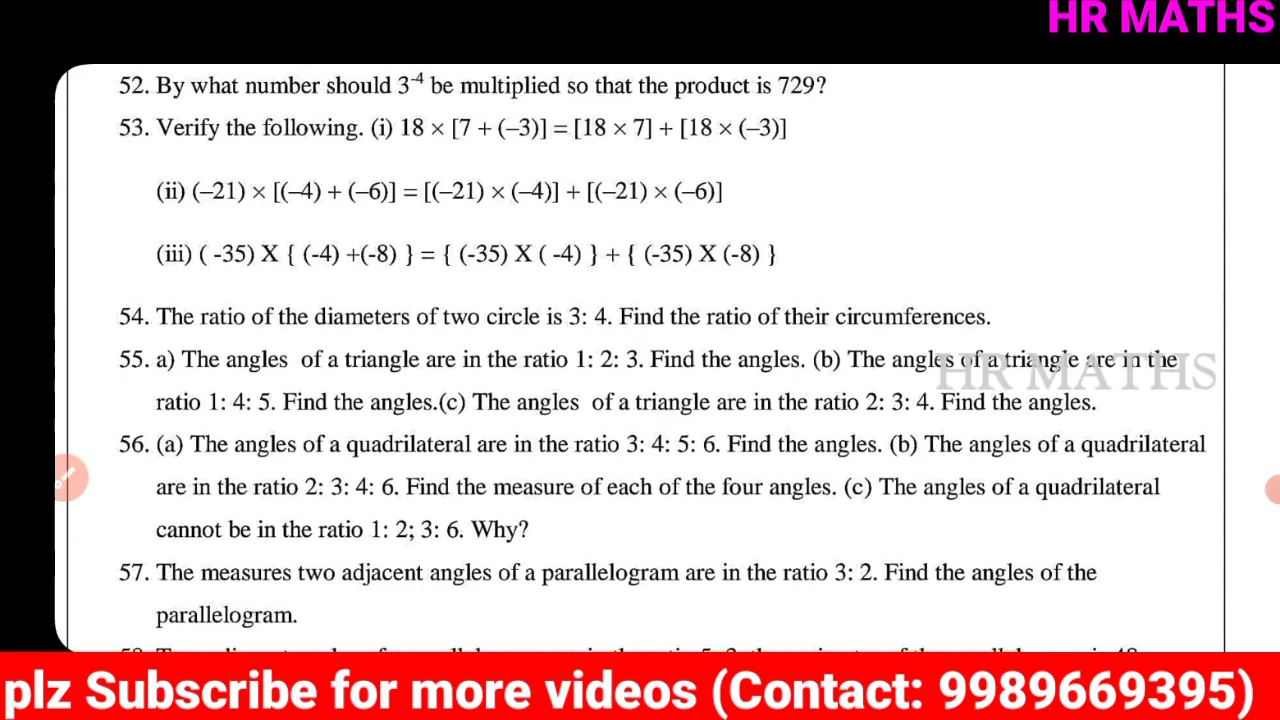 HR MATHS
52. By what number should 3⁻⁴ be multiplied so that the product is 729?
53. Verify the following. (i) 18 × [7 + (–3)] = [18 × 7] + [18 × (–3)]
(ii) (–21) × [(–4) + (–6)] = [(–21) × (–4)] + [(–21) × (–6)]
(iii) ( -35) X { (-4) +(-8) } = { (-35) X ( -4) } + { (-35) X (-8) }
54. The ratio of the diameters of two circle is 3: 4. Find the ratio of their circumferences.
55. a) The angles of a triangle are in the ratio 1: 2: 3. Find the angles. (b) The angles of a triangle are in the
HR MATHS
ratio 1: 4: 5. Find the angles.(c) The angles of a triangle are in the ratio 2: 3: 4. Find the angles.
56. (a) The angles of a quadrilateral are in the ratio 3: 4: 5: 6. Find the angles. (b) The angles of a quadrilateral
are in the ratio 2: 3: 4: 6. Find the measure of each of the four angles. (c) The angles of a quadrilateral
cannot be in the ratio 1: 2; 3: 6. Why?
57. The measures two adjacent angles of a parallelogram are in the ratio 3: 2. Find the angles of the
parallelogram.
plz Subscribe for more videos (Contact: 9989669395)